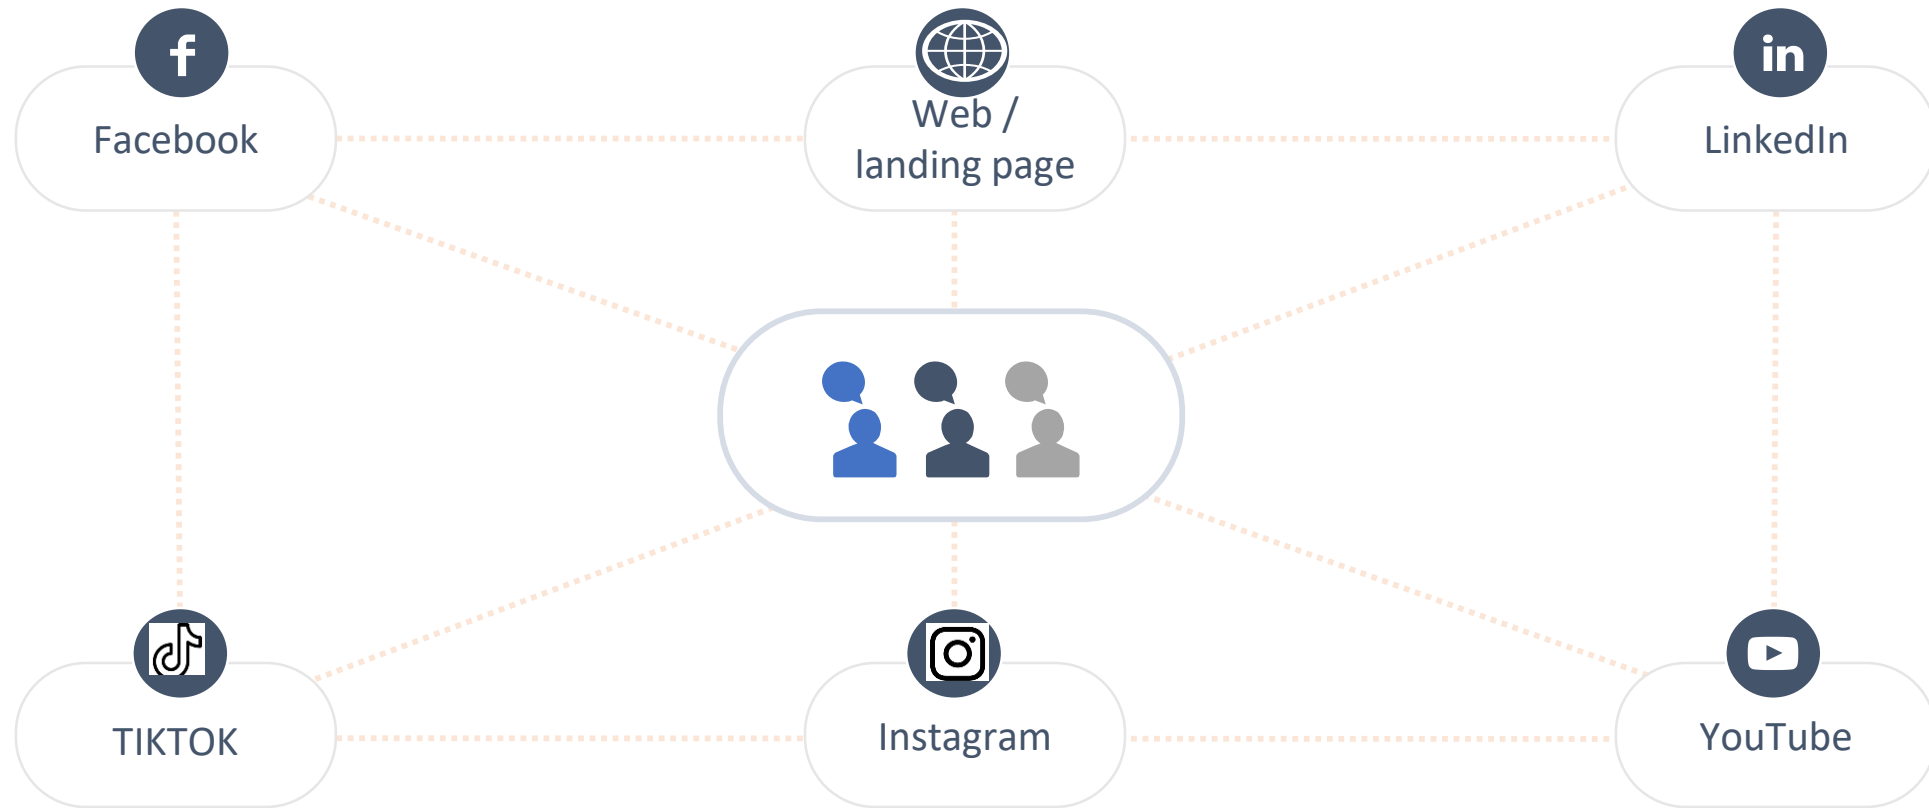 Facebook
Web /
landing page
LinkedIn
TIKTOK
Instagram
YouTube